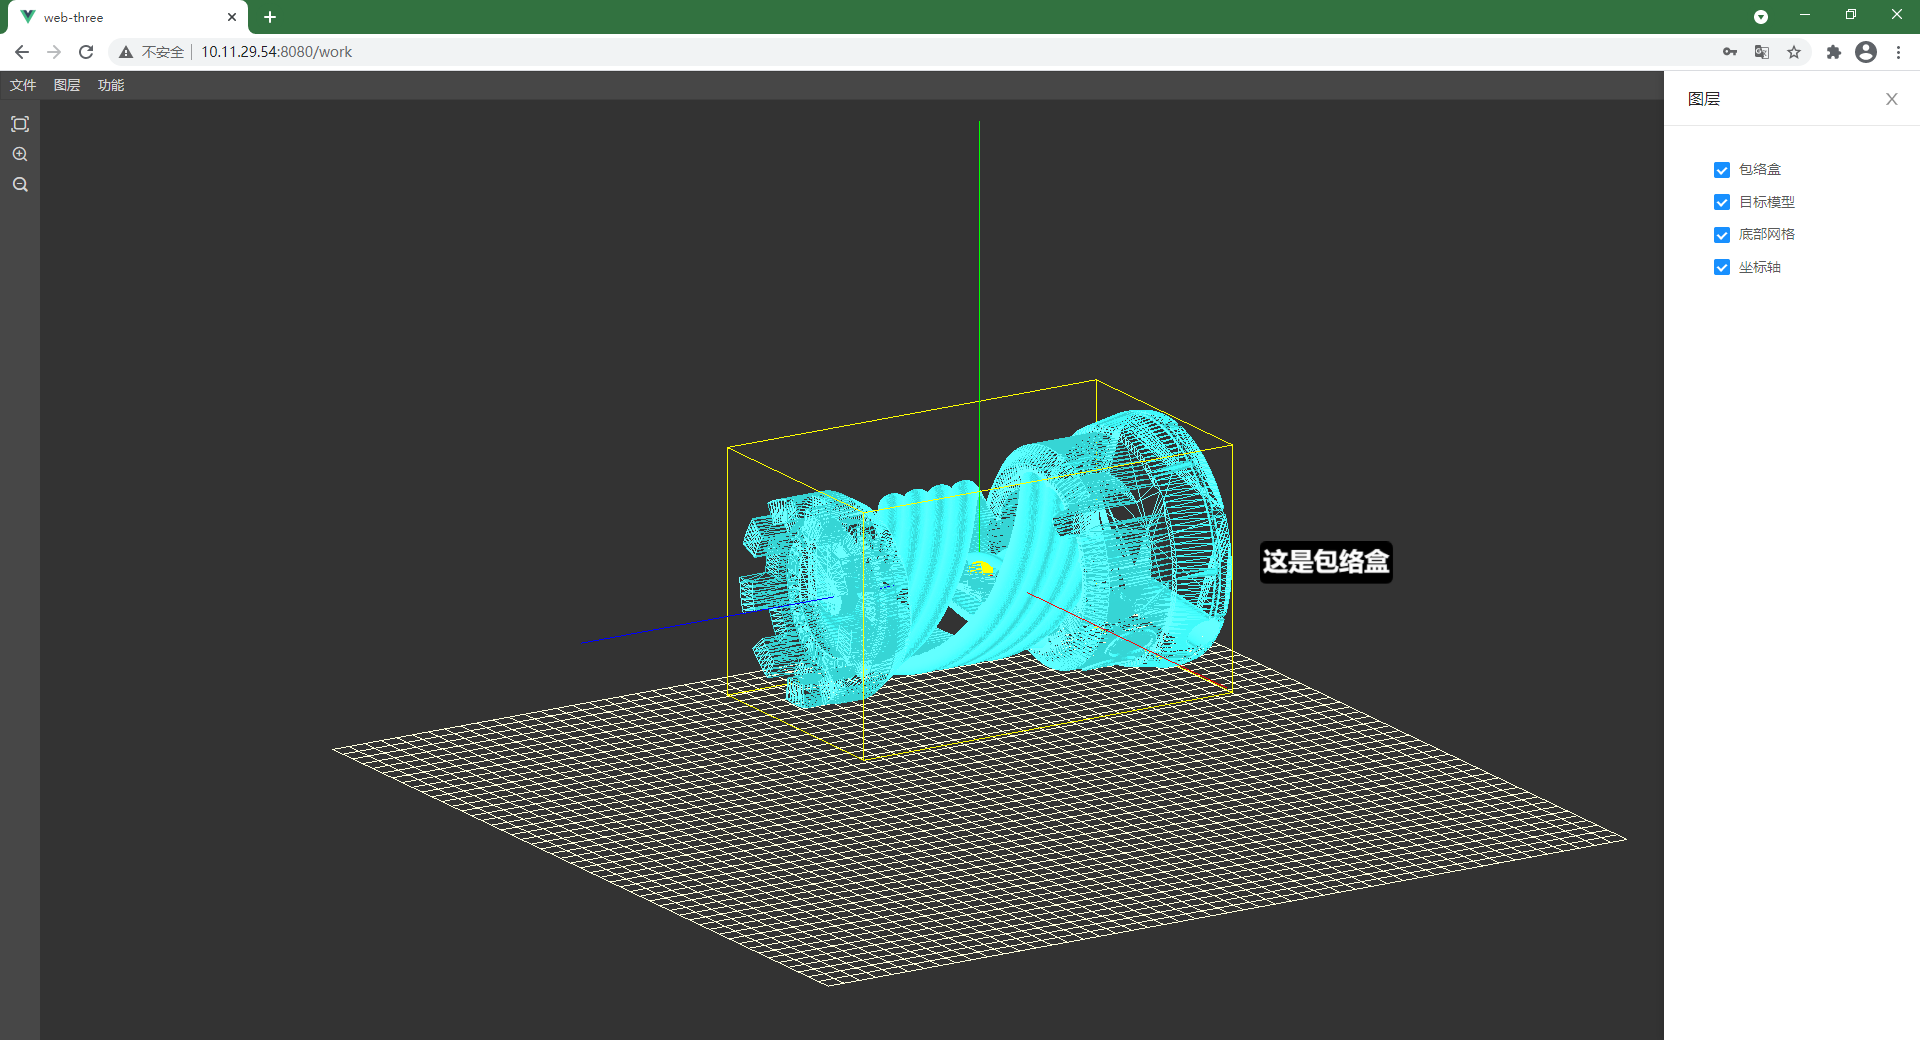 web-three
不安全 10.11.29.54:8080/work
文件 图层 功能
图层
包络盒
目标模型
底部网格
坐标轴
这是包络盒